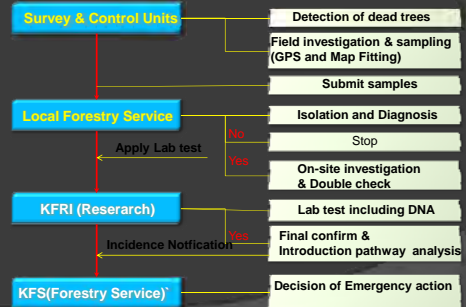 Survey & Control Units
Detection of dead trees
Field investigation & sampling
(GPS and Map Fitting)
Submit samples
Local Forestry Service
Isolation and Diagnosis
No
Stop
Apply Lab test
Yes
On-site investigation
& Double check
KFRI (Reserarch)
Lab test including DNA
Yes
Final confirm &
Introduction pathway analysis
Incidence Notfication
KFS(Forestry Service)`
Decision of Emergency action